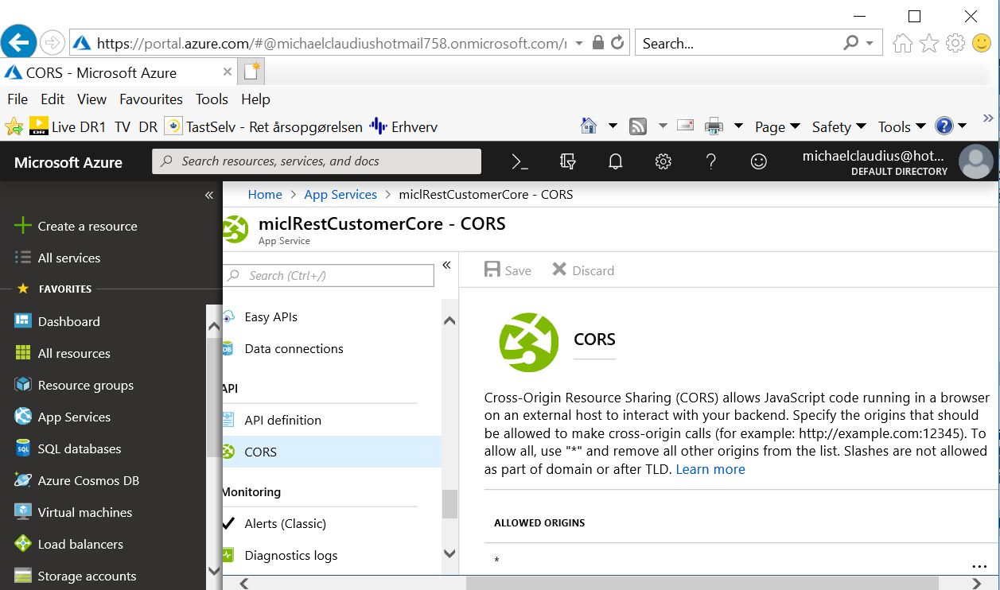 https://portal.azure.com/#@michaelclaudiushotmail758.onmicrosoft.com/r
Search...
CORS - Microsoft Azure
File Edit View Favourites Tools Help
DR Live DR1 TV DR TastSelv - Ret årsopgørelsen Erhverv
Page Safety Tools ?
Microsoft Azure
Search resources, services, and docs
michaelclaudius@hot...
DEFAULT DIRECTORY
Home > App Services > miclRestCustomerCore - CORS
miclRestCustomerCore - CORS
App Service
Create a resource
All services
FAVORITES
Dashboard
All resources
Resource groups
App Services
SQL databases
Azure Cosmos DB
Virtual machines
Load balancers
Storage accounts
Search (Ctrl+/)
Easy APIs
Data connections
API
API definition
CORS
Monitoring
Alerts (Classic)
Diagnostics logs
Save Discard
CORS
Cross-Origin Resource Sharing (CORS) allows JavaScript code running in a browser
on an external host to interact with your backend. Specify the origins that should
be allowed to make cross-origin calls (for example: http://example.com:12345). To
allow all, use "*" and remove all other origins from the list. Slashes are not allowed
as part of domain or after TLD. Learn more
ALLOWED ORIGINS
*
...